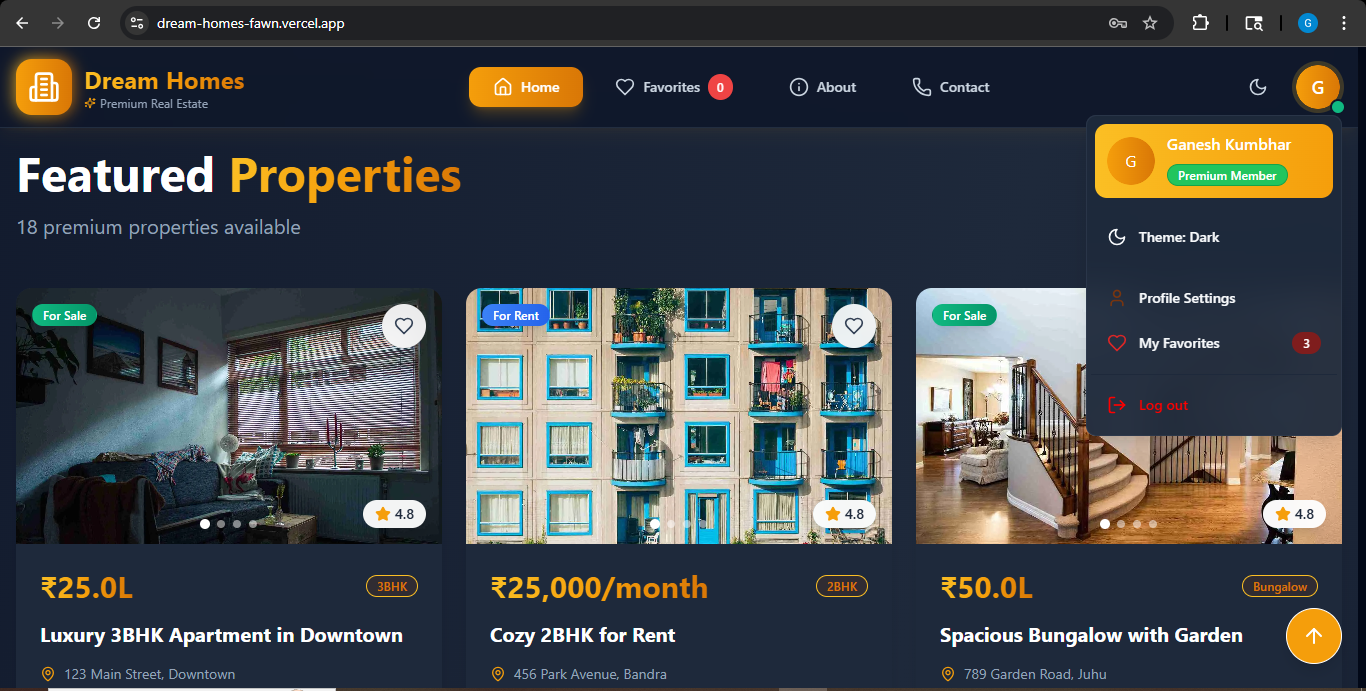 dream-homes-fawn.vercel.app
G
Dream Homes
Premium Real Estate
Home
Favorites 0
About
Contact
G
G
Ganesh Kumbhar
Premium Member
Theme: Dark
Profile Settings
My Favorites 3
Log out
Featured Properties
18 premium properties available
For Sale
4.8
₹25.0L
3BHK
Luxury 3BHK Apartment in Downtown
123 Main Street, Downtown
For Rent
4.8
₹25,000/month
2BHK
Cozy 2BHK for Rent
456 Park Avenue, Bandra
For Sale
4.8
₹50.0L
Bungalow
Spacious Bungalow with Garden
789 Garden Road, Juhu